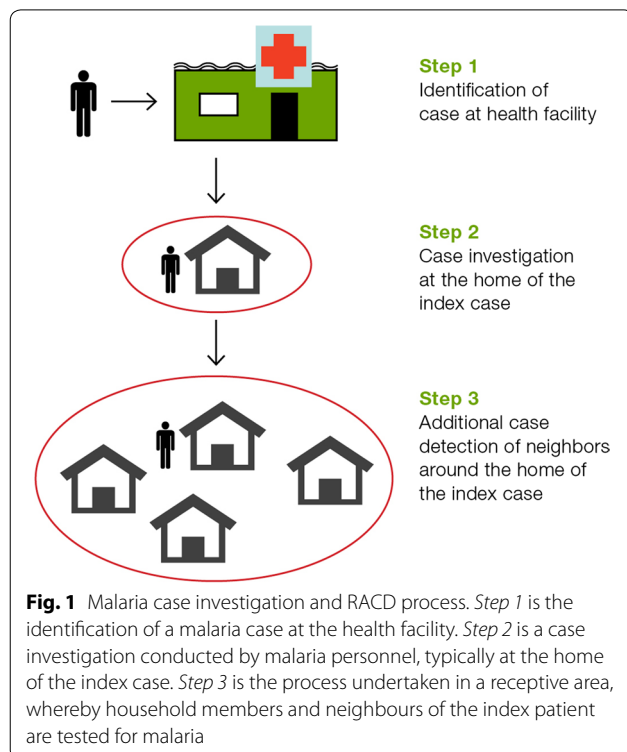 Step 1
Identification of
case at health facility
Step 2
Case investigation
at the home of the
index case
Step 3
Additional case
detection of neighbors
around the home of
the index case
Fig. 1 Malaria case investigation and RACD process. Step 1 is the
identification of a malaria case at the health facility. Step 2 is a case
investigation conducted by malaria personnel, typically at the home
of the index case. Step 3 is the process undertaken in a receptive area,
whereby household members and neighbours of the index patient
are tested for malaria